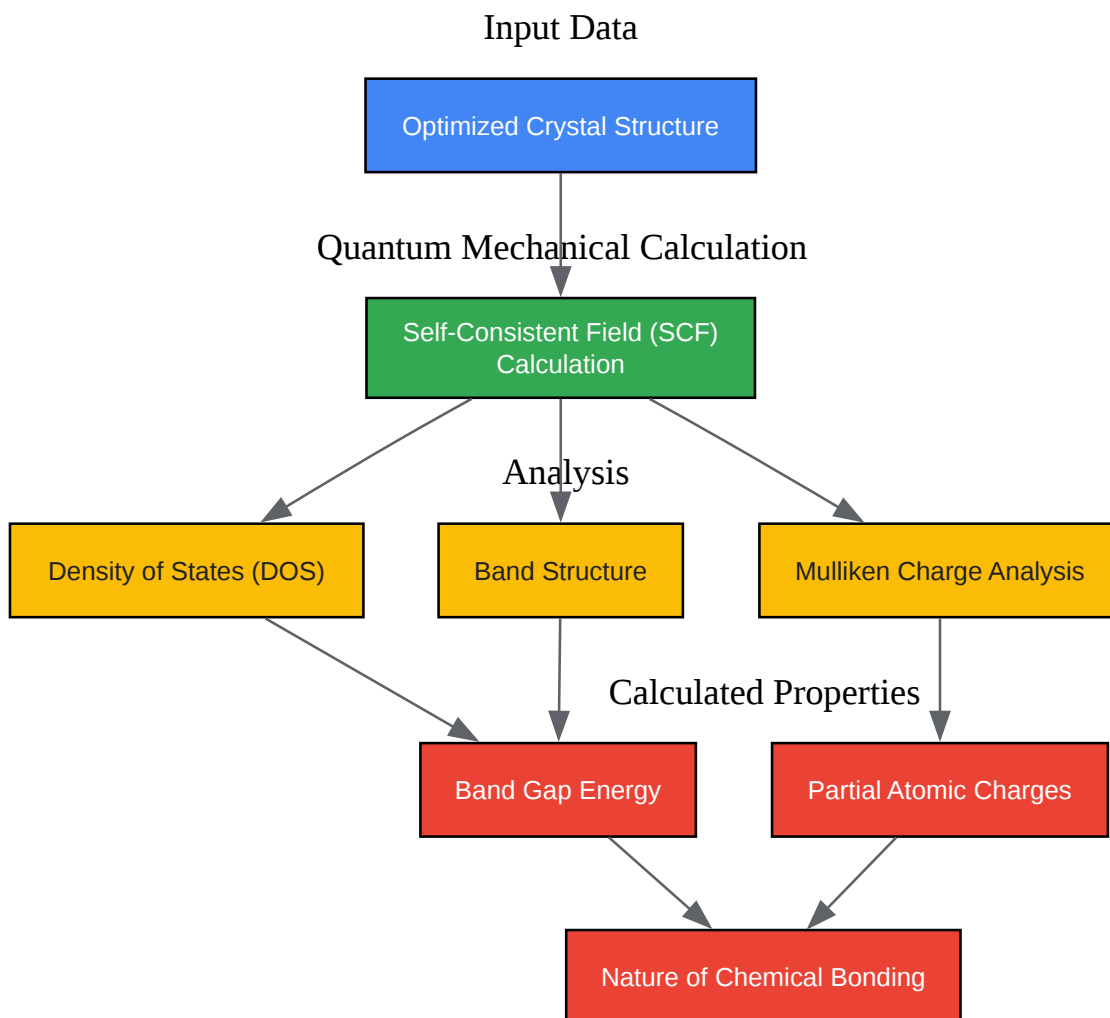 Input Data
Optimized Crystal Structure
Quantum Mechanical Calculation
Self-Consistent Field (SCF)
Calculation
Analysis
Density of States (DOS)
Band Structure
Mulliken Charge Analysis
Calculated Properties
Band Gap Energy
Partial Atomic Charges
Nature of Chemical Bonding